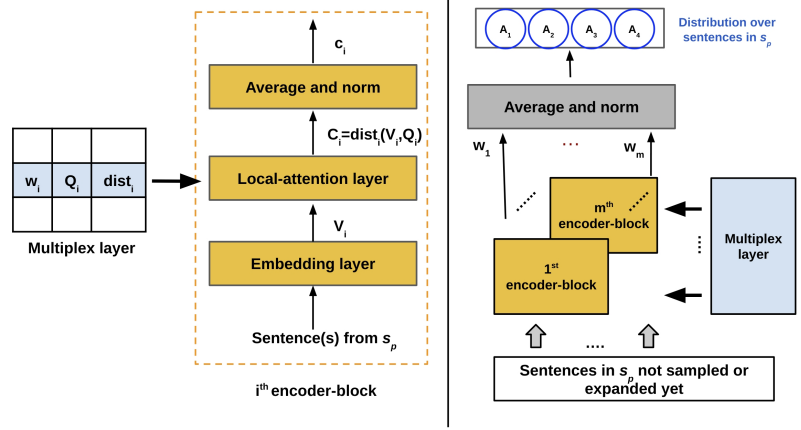 c_i
Average and norm
C_i=dist_i(V_i,Q_i)
w_i Q_i dist_i
Multiplex layer
Local-attention layer
V_i
Embedding layer
Sentence(s) from s_p
i^th encoder-block
A_1 A_2 A_3 A_4
Distribution over
sentences in s_p
Average and norm
w_1 ... w_m
m^th
encoder-block
1^st
encoder-block
Multiplex
layer
....
Sentences in s_p not sampled or
expanded yet